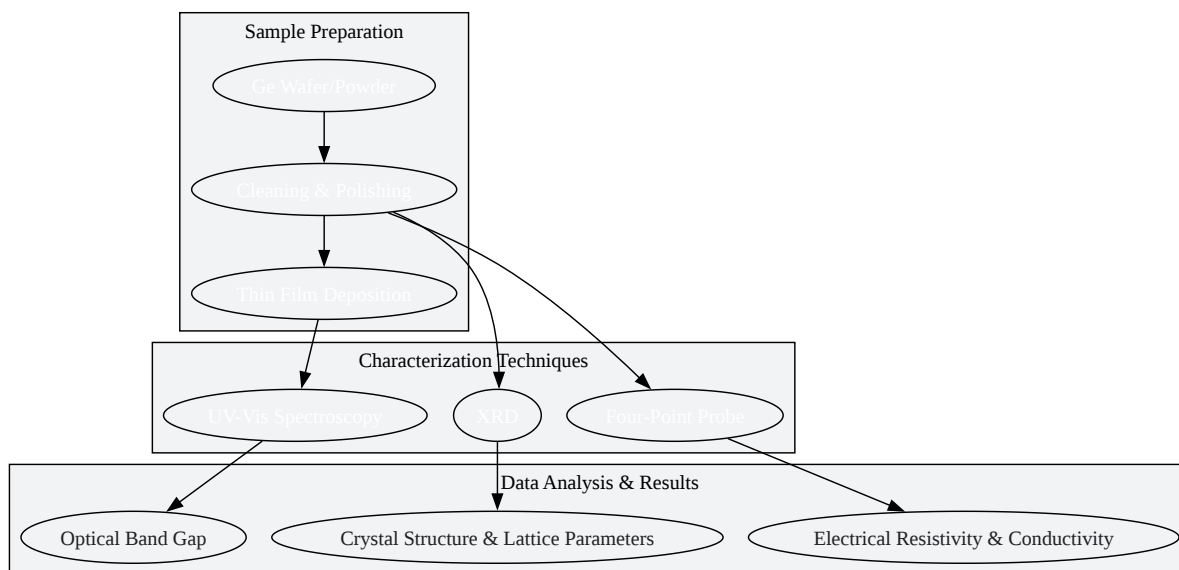 Sample Preparation
Ge Wafer/Powder
Cleaning & Polishing
Thin Film Deposition
Characterization Techniques
UV-Vis Spectroscopy
XRD
Four-Point Probe
Data Analysis & Results
Optical Band Gap
Crystal Structure & Lattice Parameters
Electrical Resistivity & Conductivity